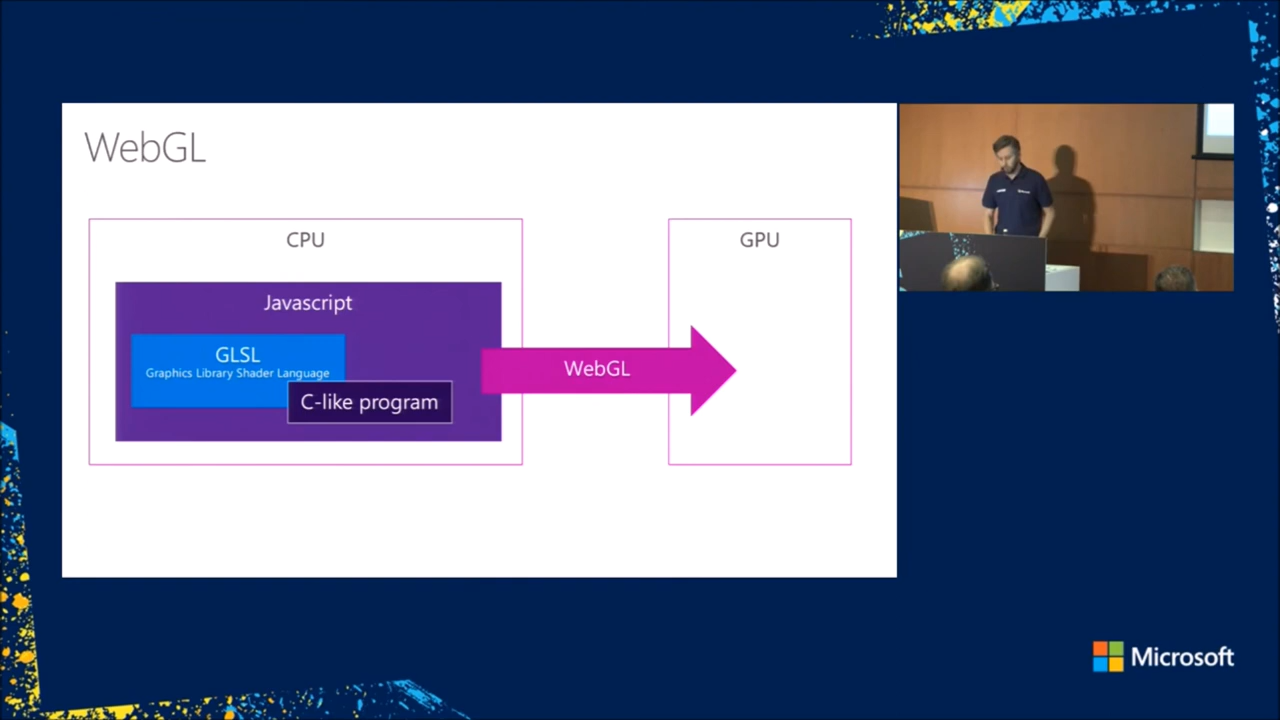 WebGL
CPU
GPU
Javascript
GLSL
Graphics Library Shader Language
C-like program
WebGL
Microsoft